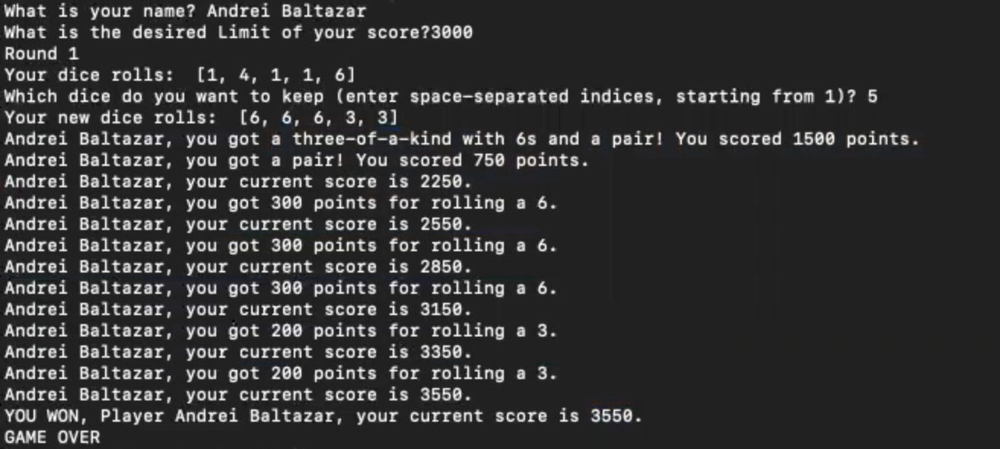 What is your name? Andrei Baltazar
What is the desired Limit of your score?3000
Round 1
Your dice rolls:  [1, 4, 1, 1, 6]
Which dice do you want to keep (enter space-separated indices, starting from 1)? 5
Your new dice rolls:  [6, 6, 6, 3, 3]
Andrei Baltazar, you got a three-of-a-kind with 6s and a pair! You scored 1500 points.
Andrei Baltazar, you got a pair! You scored 750 points.
Andrei Baltazar, your current score is 2250.
Andrei Baltazar, you got 300 points for rolling a 6.
Andrei Baltazar, your current score is 2550.
Andrei Baltazar, you got 300 points for rolling a 6.
Andrei Baltazar, your current score is 2850.
Andrei Baltazar, you got 300 points for rolling a 6.
Andrei Baltazar, your current score is 3150.
Andrei Baltazar, you got 200 points for rolling a 3.
Andrei Baltazar, your current score is 3350.
Andrei Baltazar, you got 200 points for rolling a 3.
Andrei Baltazar, your current score is 3550.
YOU WON, Player Andrei Baltazar, your current score is 3550.
GAME OVER